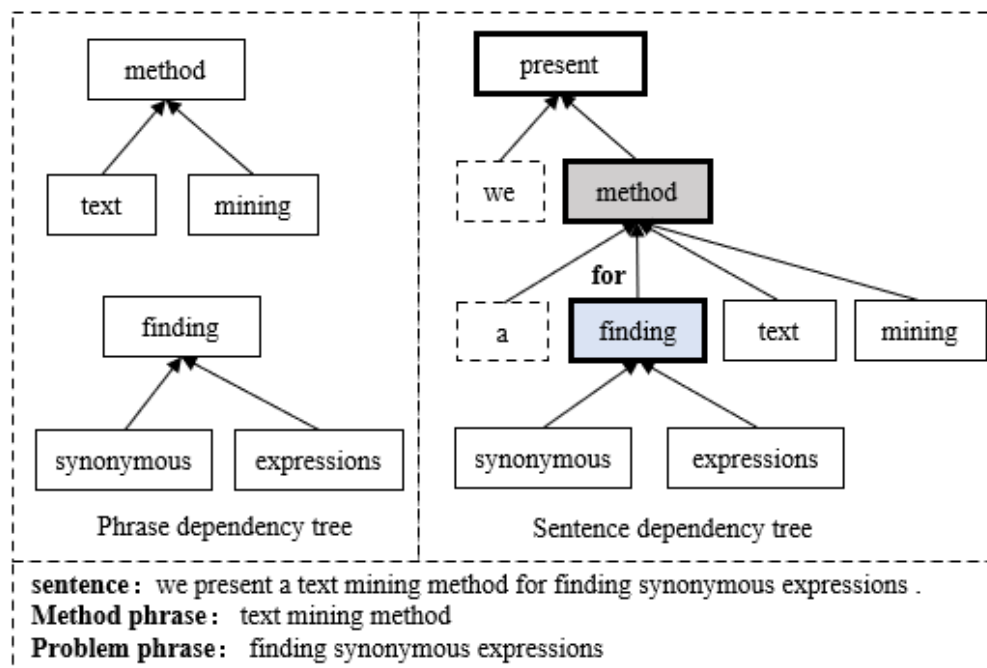 method
text mining
finding
synonymous expressions
Phrase dependency tree
present
we method
for
a finding text mining
synonymous expressions
Sentence dependency tree
sentence： we present a text mining method for finding synonymous expressions .
Method phrase： text mining method
Problem phrase： finding synonymous expressions